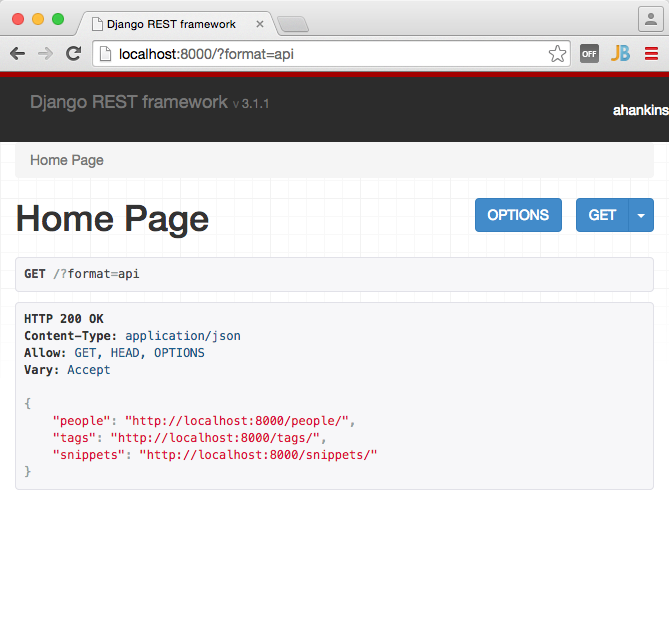 Django REST framework
localhost:8000/?format=api
OFF
JB
Django REST framework v 3.1.1
ahankins
Home Page
Home Page
OPTIONS
GET
GET /?format=api
HTTP 200 OK
Content-Type: application/json
Allow: GET, HEAD, OPTIONS
Vary: Accept
{
    "people": "http://localhost:8000/people/",
    "tags": "http://localhost:8000/tags/",
    "snippets": "http://localhost:8000/snippets/"
}